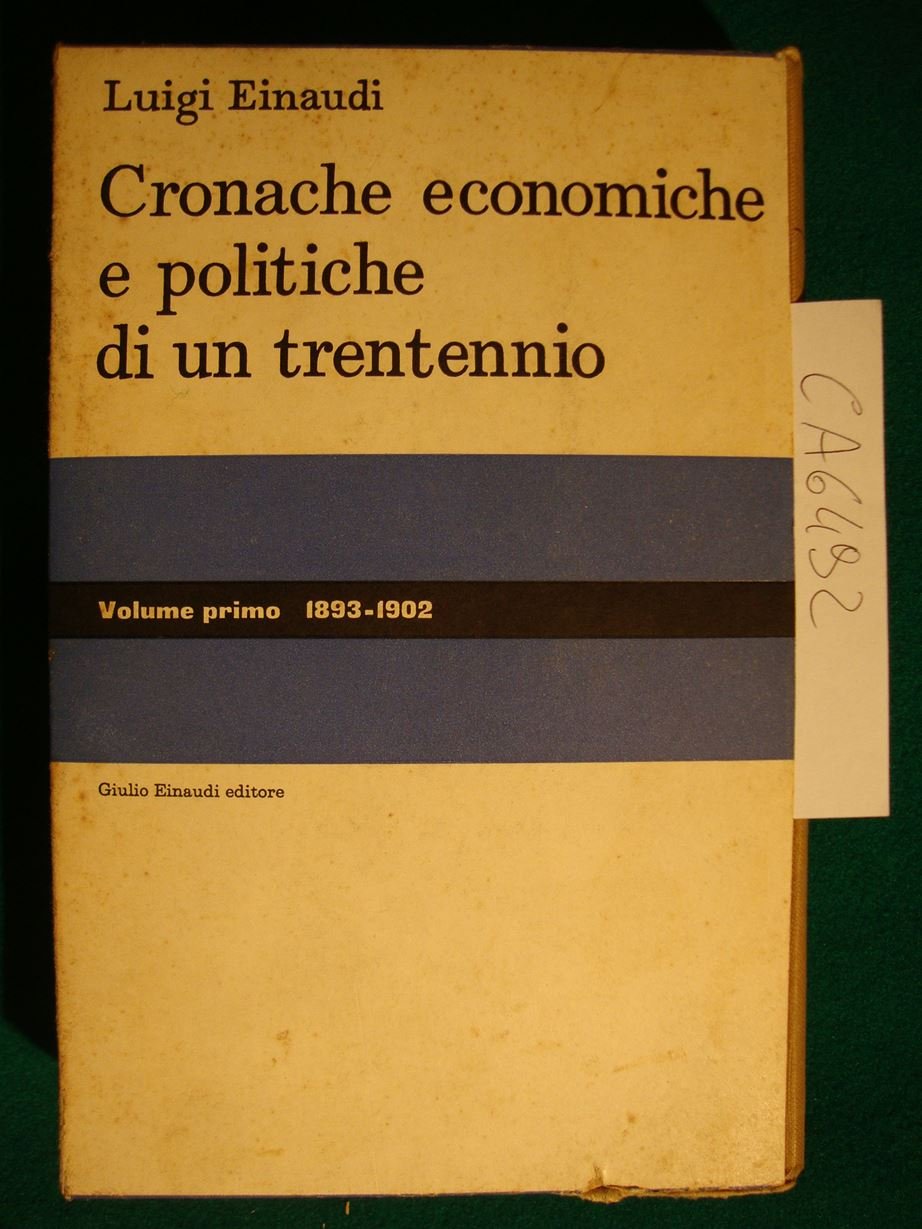 Luigi Einaudi
Cronache economiche
e politiche
di un trentennio
Volume primo 1893-1902
Giulio Einaudi editore
CA6492